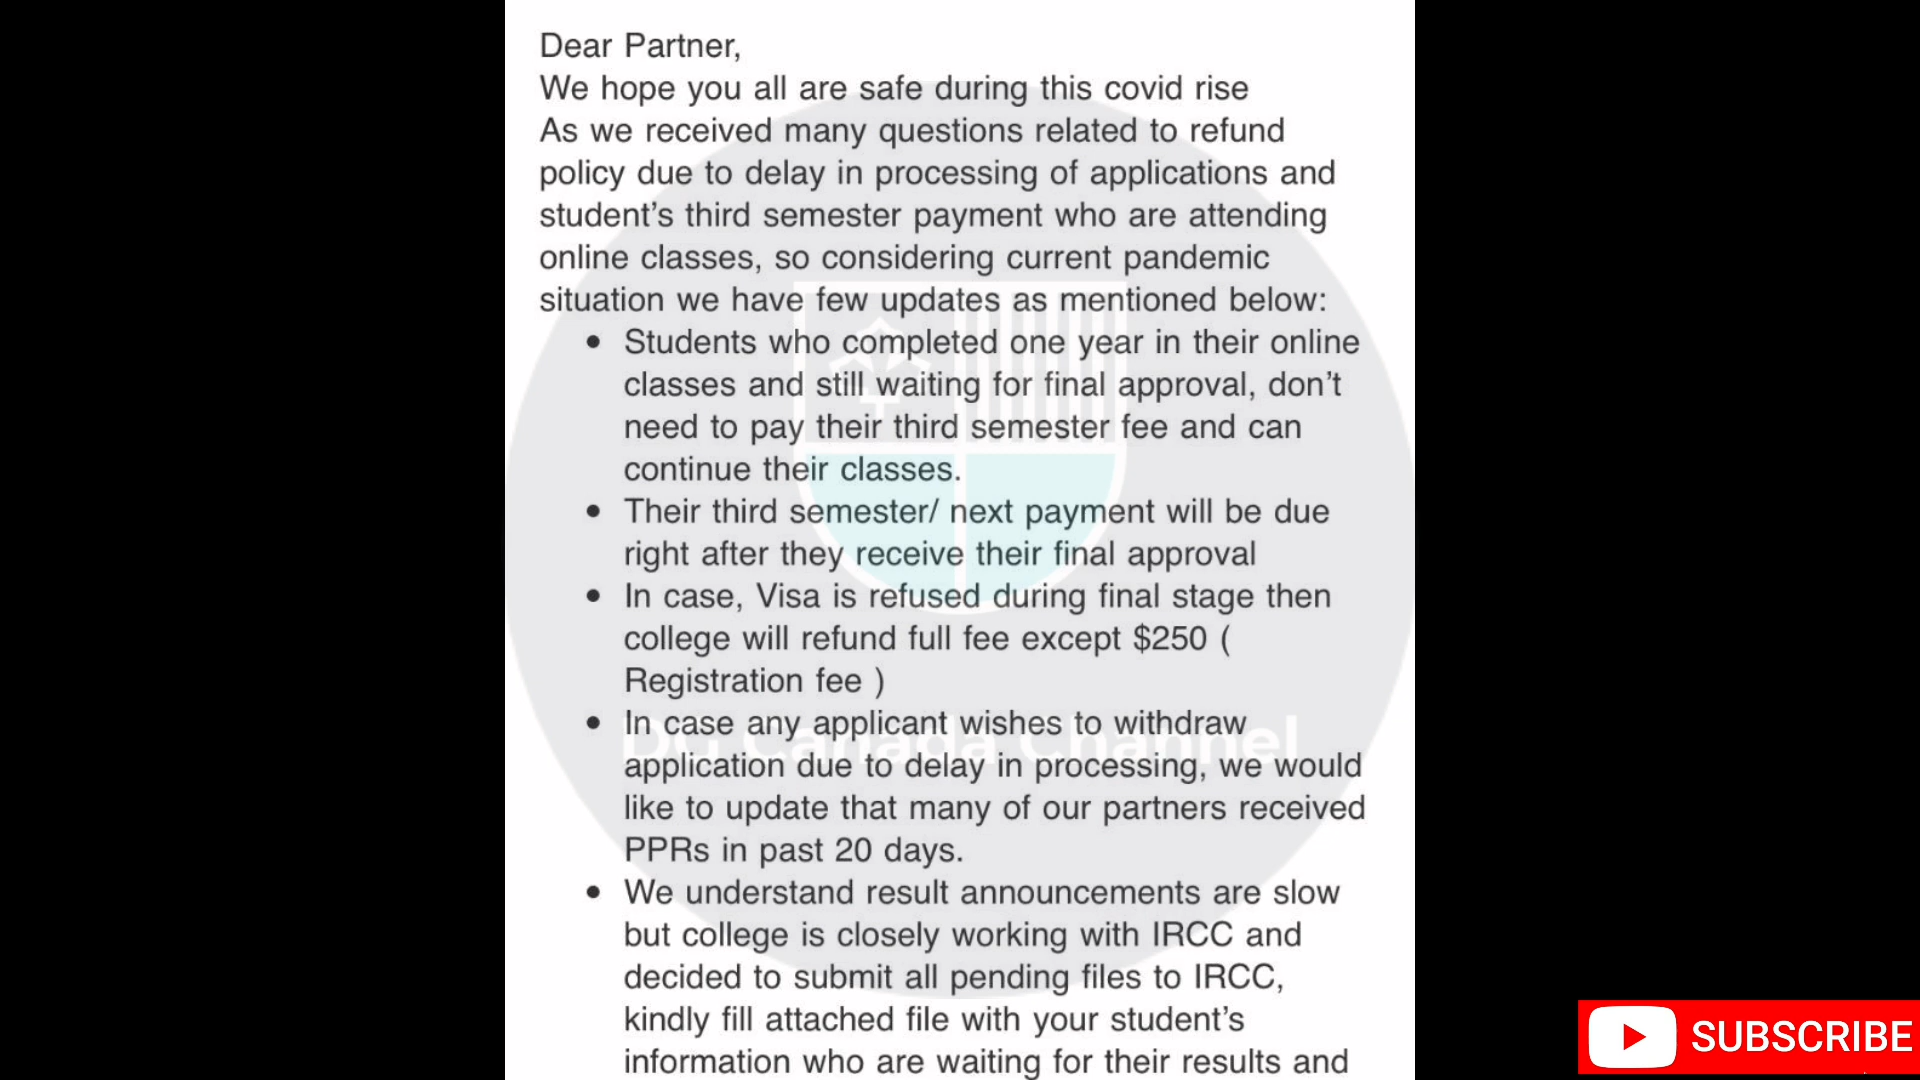 Dear Partner,
We hope you all are safe during this covid rise
As we received many questions related to refund
policy due to delay in processing of applications and
student's third semester payment who are attending
online classes, so considering current pandemic
situation we have few updates as mentioned below:
• Students who completed one year in their online
classes and still waiting for final approval, don't
need to pay their third semester fee and can
continue their classes.
• Their third semester/ next payment will be due
right after they receive their final approval
• In case, Visa is refused during final stage then
college will refund full fee except $250 (
Registration fee )
• In case any applicant wishes to withdraw
DG Canada Channel
application due to delay in processing, we would
like to update that many of our partners received
PPRs in past 20 days.
• We understand result announcements are slow
but college is closely working with IRCC and
decided to submit all pending files to IRCC,
kindly fill attached file with your student's
information who are waiting for their results and
SUBSCRIBE